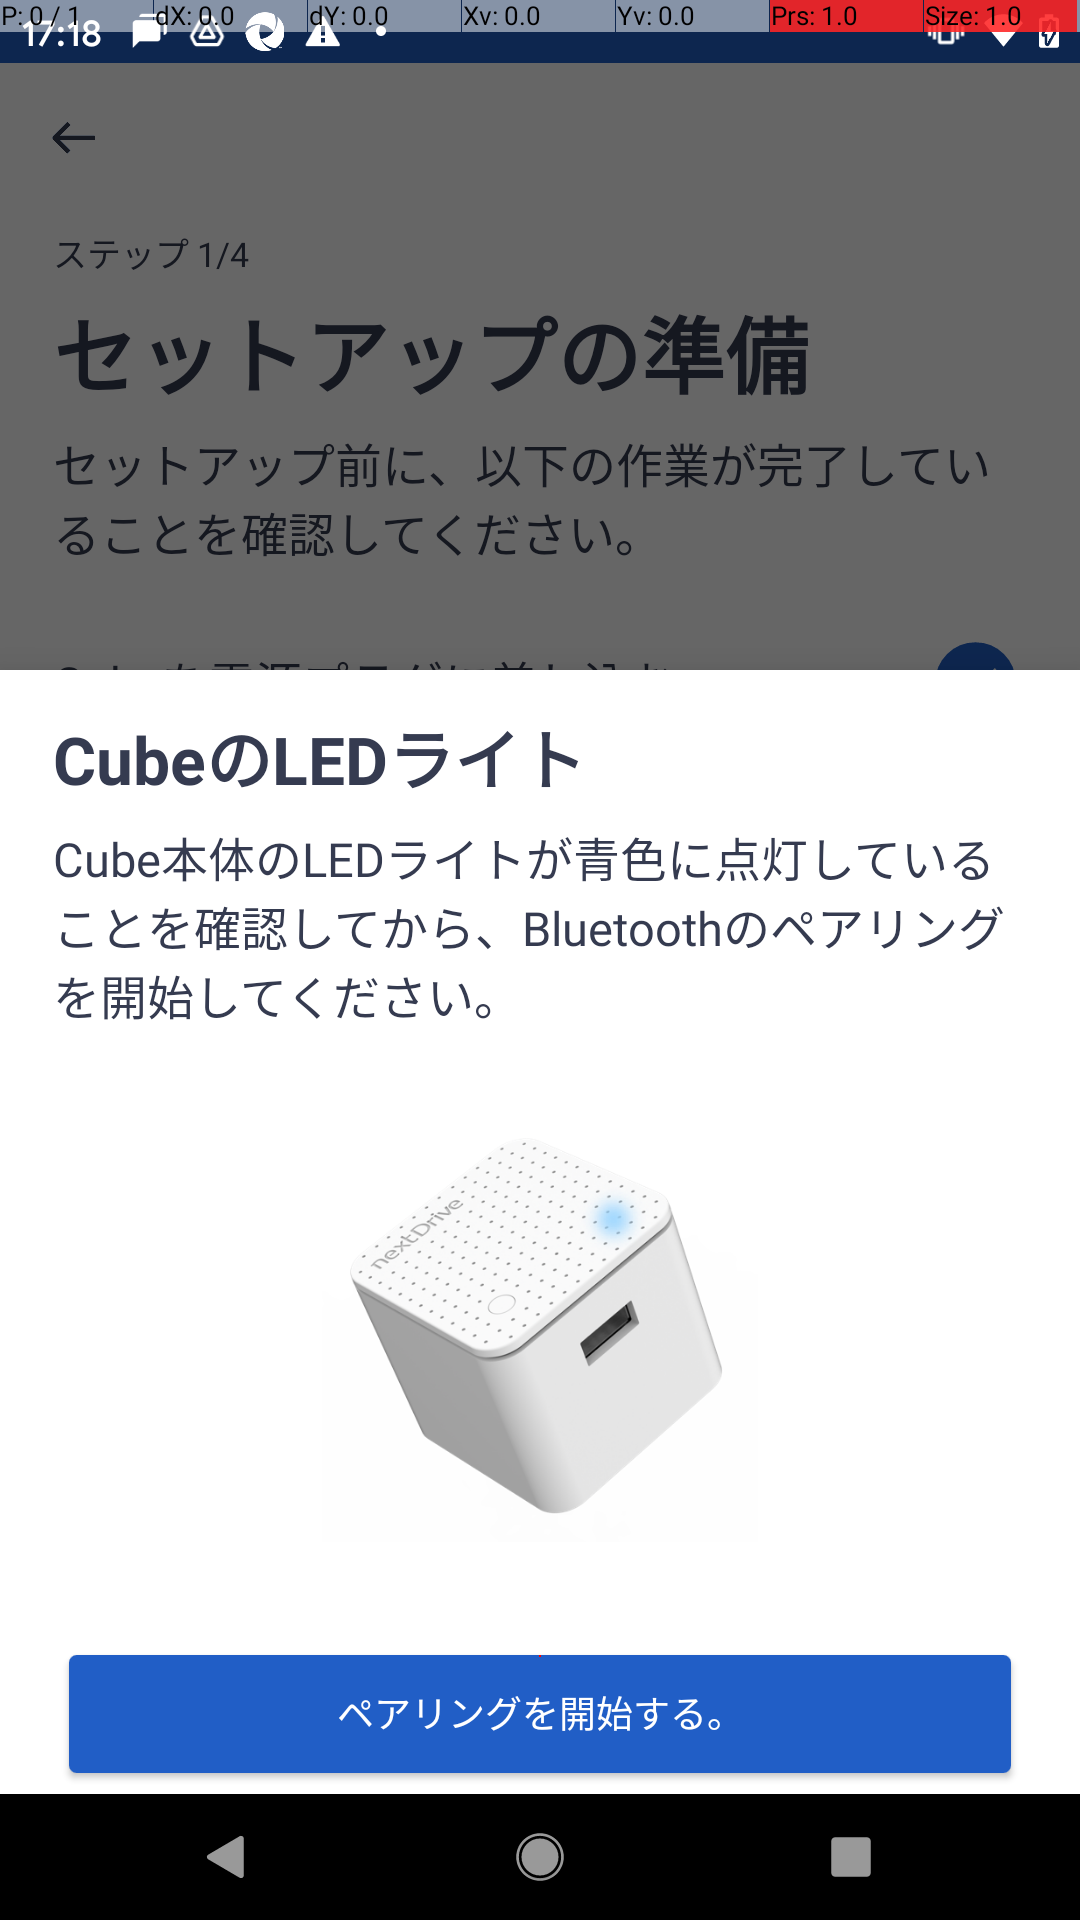 P: 0 / 1 dX: 0.0 dY: 0.0 Xv: 0.0 Yv: 0.0 Prs: 1.0 Size: 1.0
17:18
ステップ 1/4
セットアップの準備
セットアップ前に、以下の作業が完了してい
ることを確認してください。
CubeのLEDライト
Cube本体のLEDライトが青色に点灯している
ことを確認してから、Bluetoothのペアリング
を開始してください。
nextDrive
ペアリングを開始する。